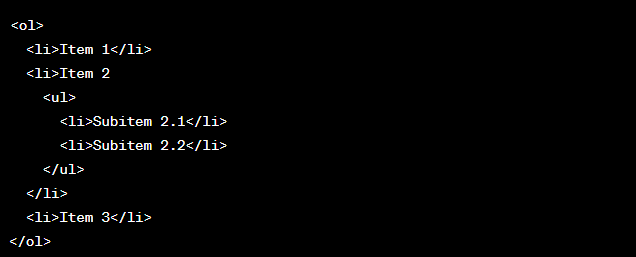 <ol>
  <li>Item 1</li>
  <li>Item 2
    <ul>
      <li>Subitem 2.1</li>
      <li>Subitem 2.2</li>
    </ul>
  </li>
  <li>Item 3</li>
</ol>